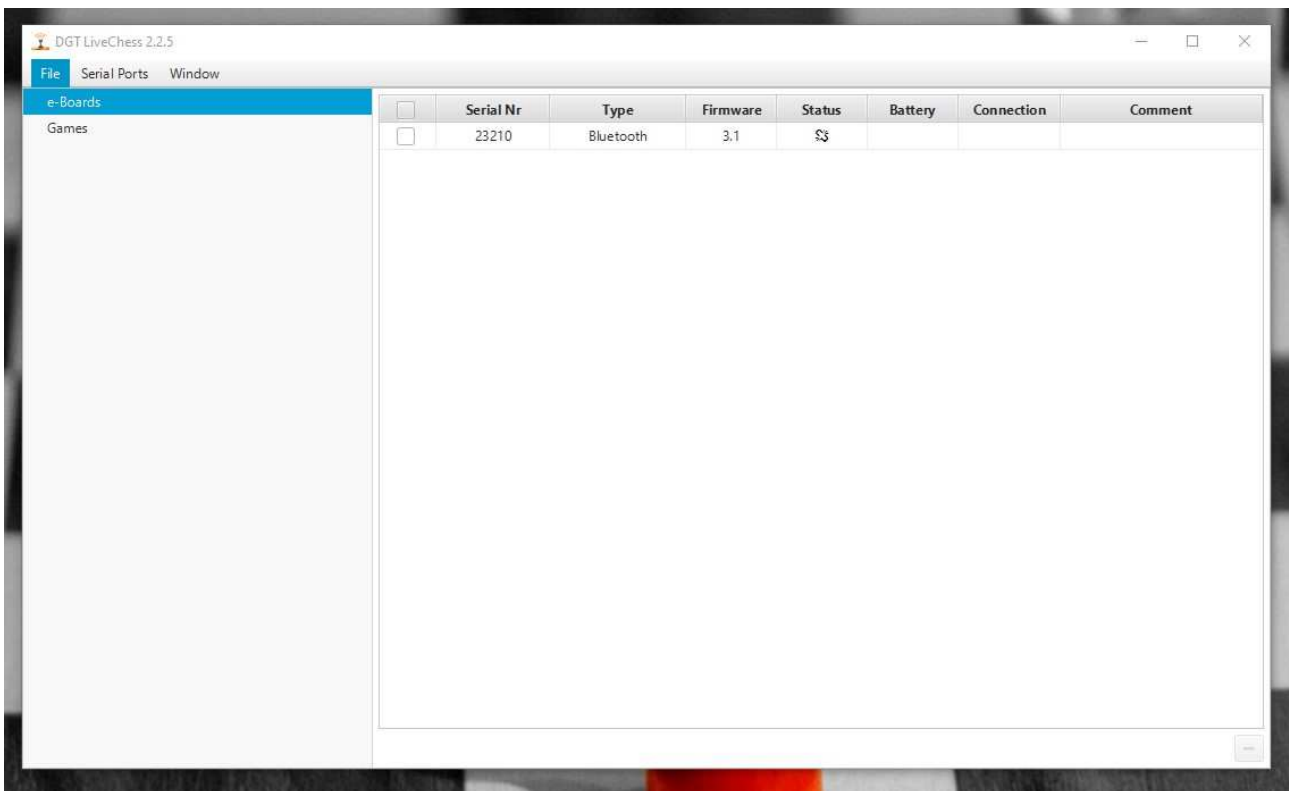 DGT LiveChess 2.2.5
File Serial Ports Window
e-Boards
Games
Serial Nr Type Firmware Status Battery Connection Comment
23210 Bluetooth 3.1